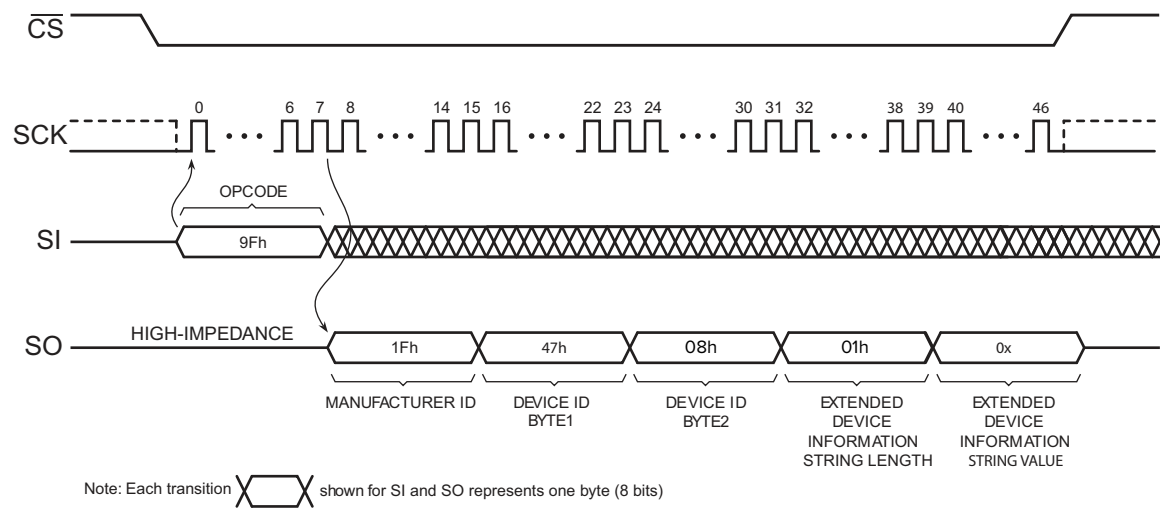 CS
SCK
0 6 7 8 14 15 16 22 23 24 30 31 32 38 39 40 46
OPCODE
SI
9Fh
HIGH-IMPEDANCE
SO
1Fh 47h 08h 01h 0x
MANUFACTURER ID
DEVICE ID
BYTE1
DEVICE ID
BYTE2
EXTENDED
DEVICE
INFORMATION
STRING LENGTH
EXTENDED
DEVICE
INFORMATION
STRING VALUE
Note: Each transition shown for SI and SO represents one byte (8 bits)